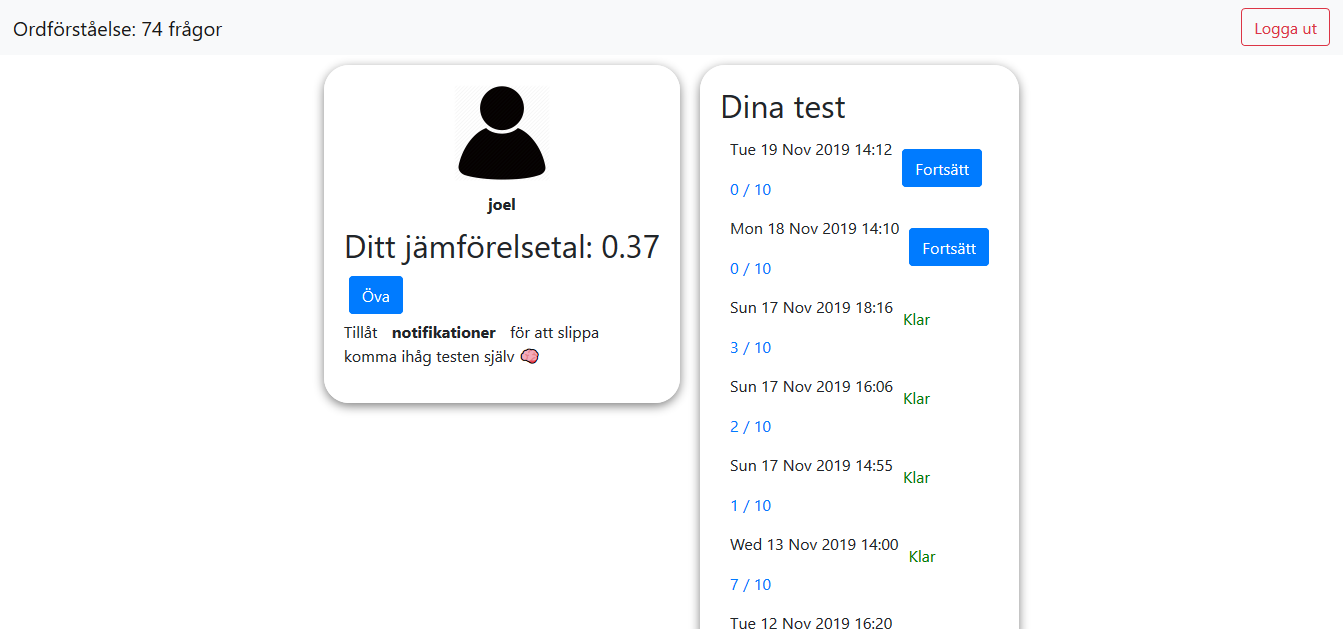 Ordförståelse: 74 frågor
Logga ut
joel
Ditt jämförelsetal: 0.37
Öva
Tillåt notifikationer för att slippa
komma ihåg testen själv 🧠
Dina test
Tue 19 Nov 2019 14:12
Fortsätt
0 / 10
Mon 18 Nov 2019 14:10
Fortsätt
0 / 10
Sun 17 Nov 2019 18:16
Klar
3 / 10
Sun 17 Nov 2019 16:06
Klar
2 / 10
Sun 17 Nov 2019 14:55
Klar
1 / 10
Wed 13 Nov 2019 14:00
Klar
7 / 10
Tue 12 Nov 2019 16:20